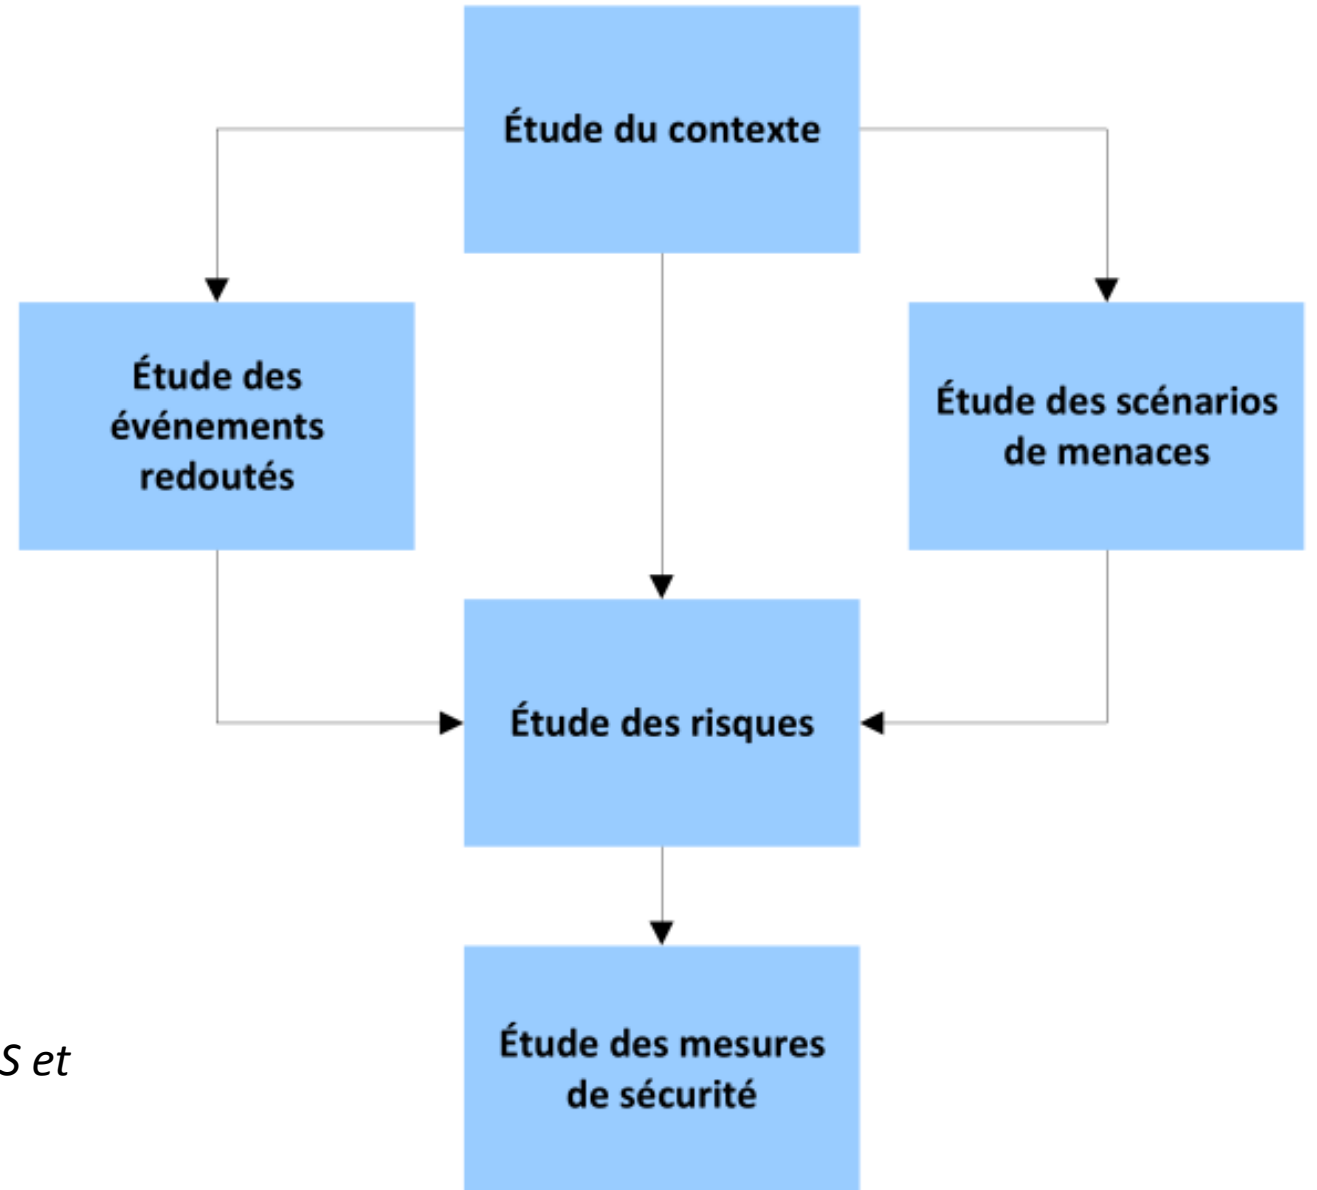 Étude du contexte
Étude des
événements
redoutés
Étude des scénarios
de menaces
Étude des risques
Étude des mesures
de sécurité
S et